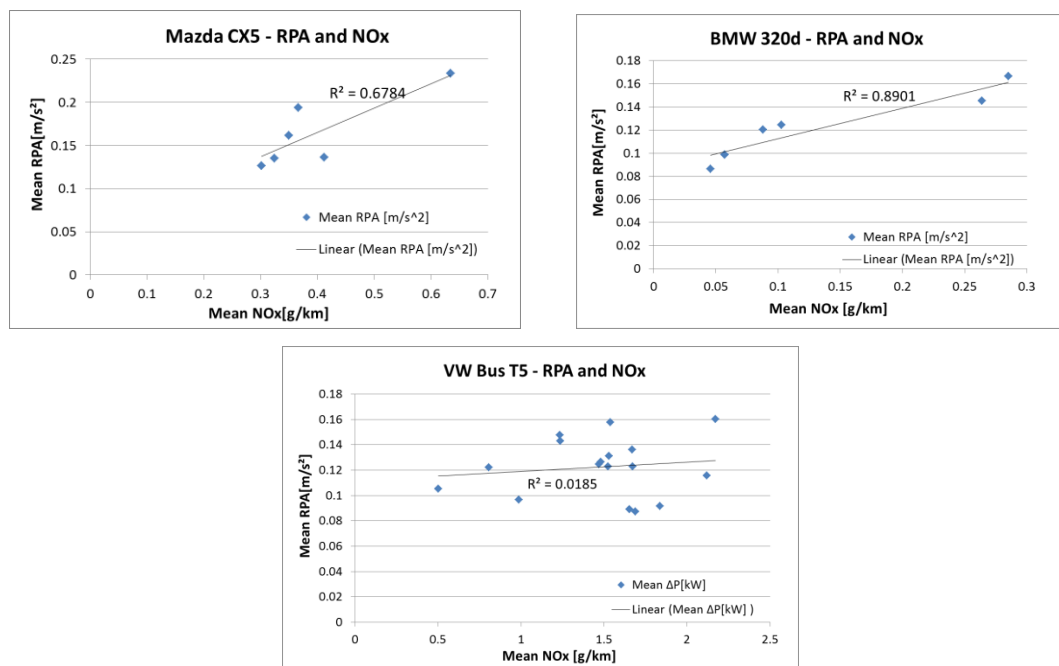 Mazda CX5 - RPA and NOx
Mean RPA[m/s²]
0.25
0.2
0.15
0.1
0.05
0
R² = 0.6784
Mean RPA [m/s^2]
Linear (Mean RPA [m/s^2])
0 0.1 0.2 0.3 0.4 0.5 0.6 0.7
Mean NOx[g/km]
BMW 320d - RPA and NOx
Mean RPA[m/s²]
0.18
0.16
0.14
0.12
0.1
0.08
0.06
0.04
0.02
0
R² = 0.8901
Mean RPA [m/s^2]
Linear (Mean RPA [m/s^2])
0 0.05 0.1 0.15 0.2 0.25 0.3
Mean NOx [g/km]
VW Bus T5 - RPA and NOx
Mean RPA[m/s²]
0.18
0.16
0.14
0.12
0.1
0.08
0.06
0.04
0.02
0
R² = 0.0185
Mean ΔP[kW]
Linear (Mean ΔP[kW] )
0 0.5 1 1.5 2 2.5
Mean NOx [g/km]